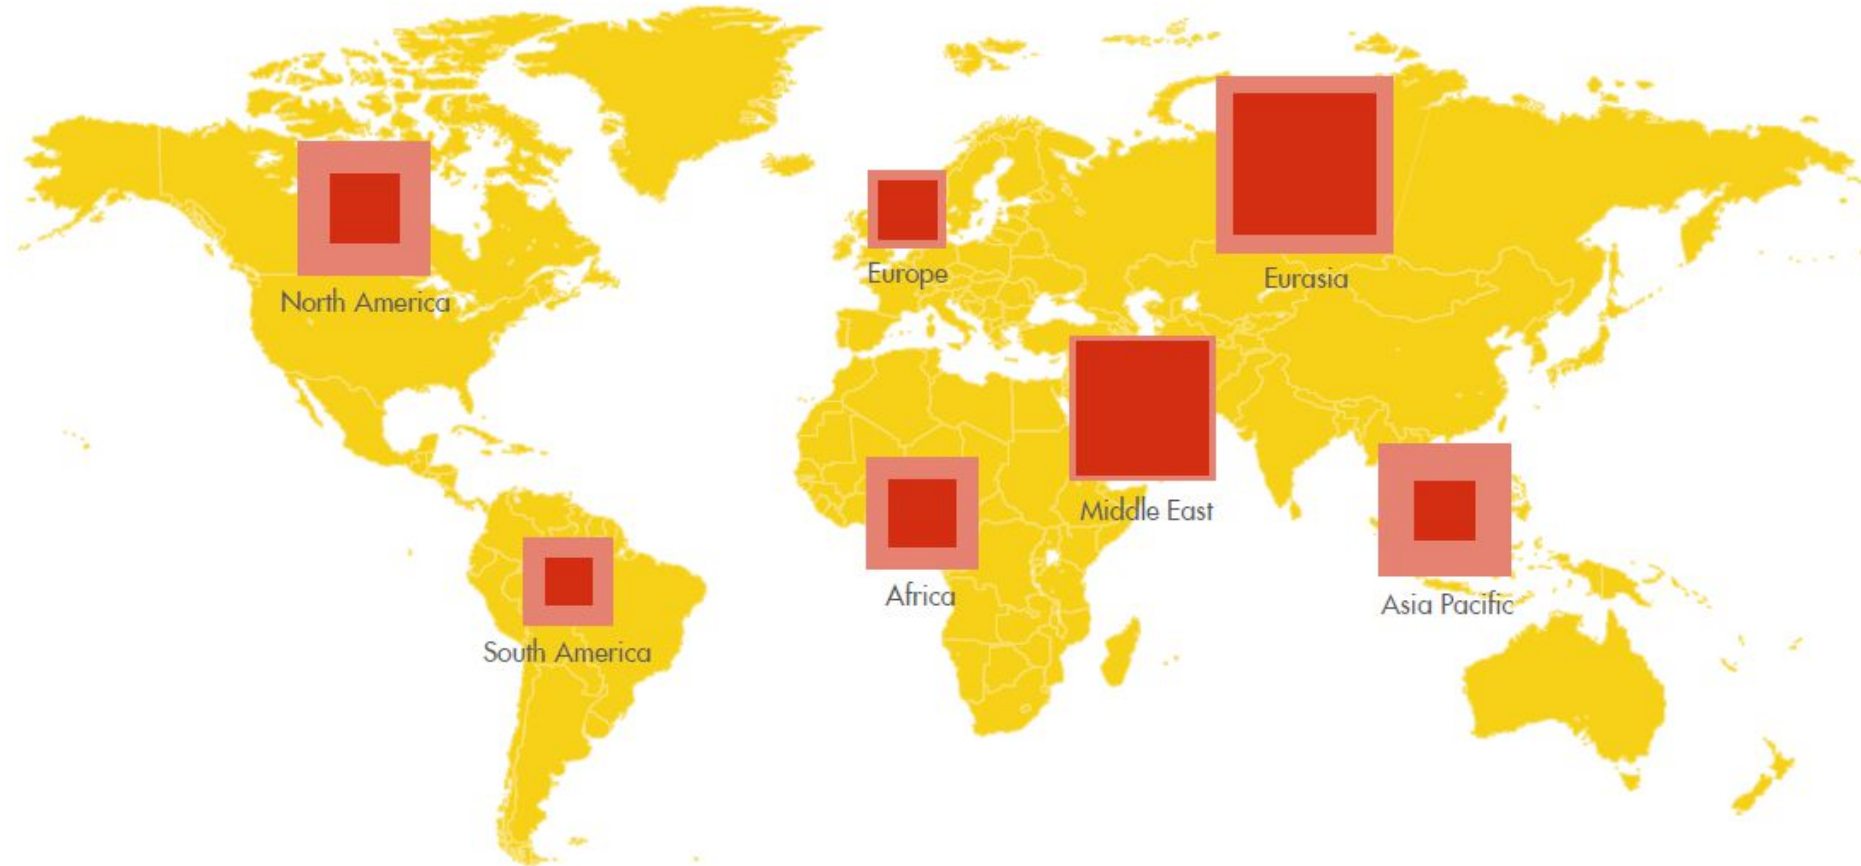 Europe
Eurasia
North America
Middle East
Africa
Asia Pacific
South America